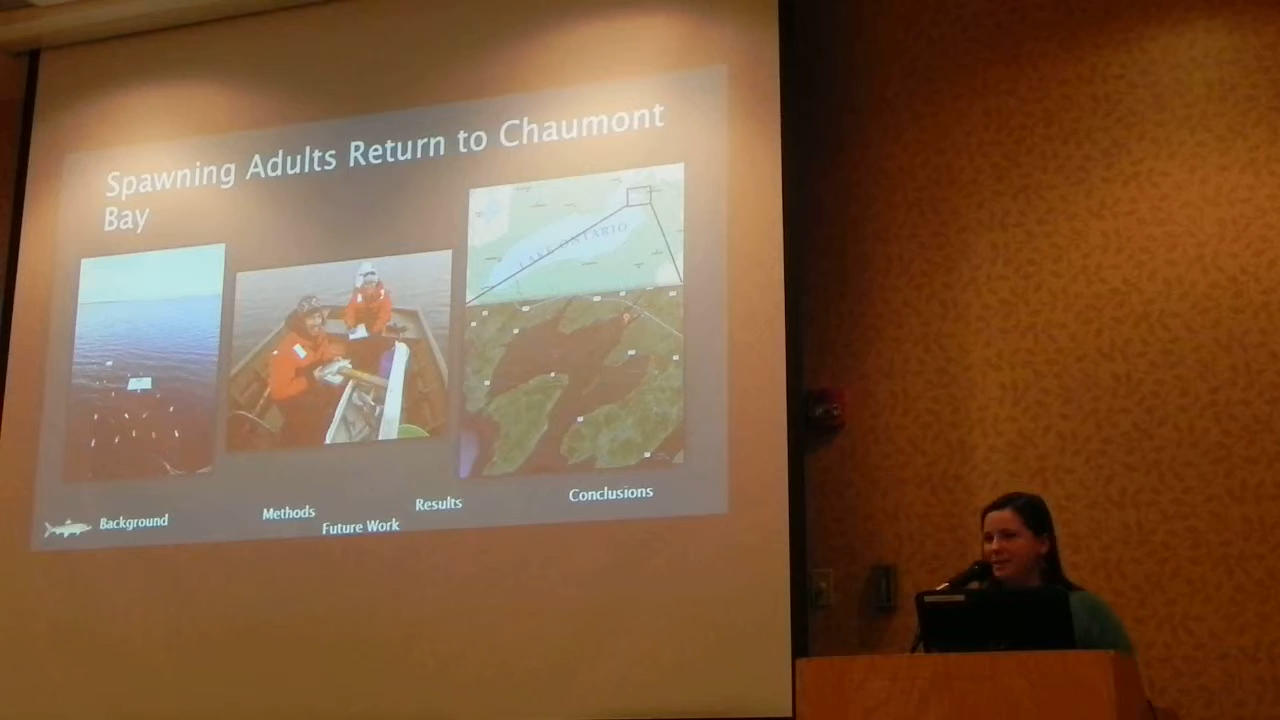 Spawning Adults Return to Chaumont
Bay
LAKE ONTARIO
Background
Methods
Results
Conclusions
Future Work